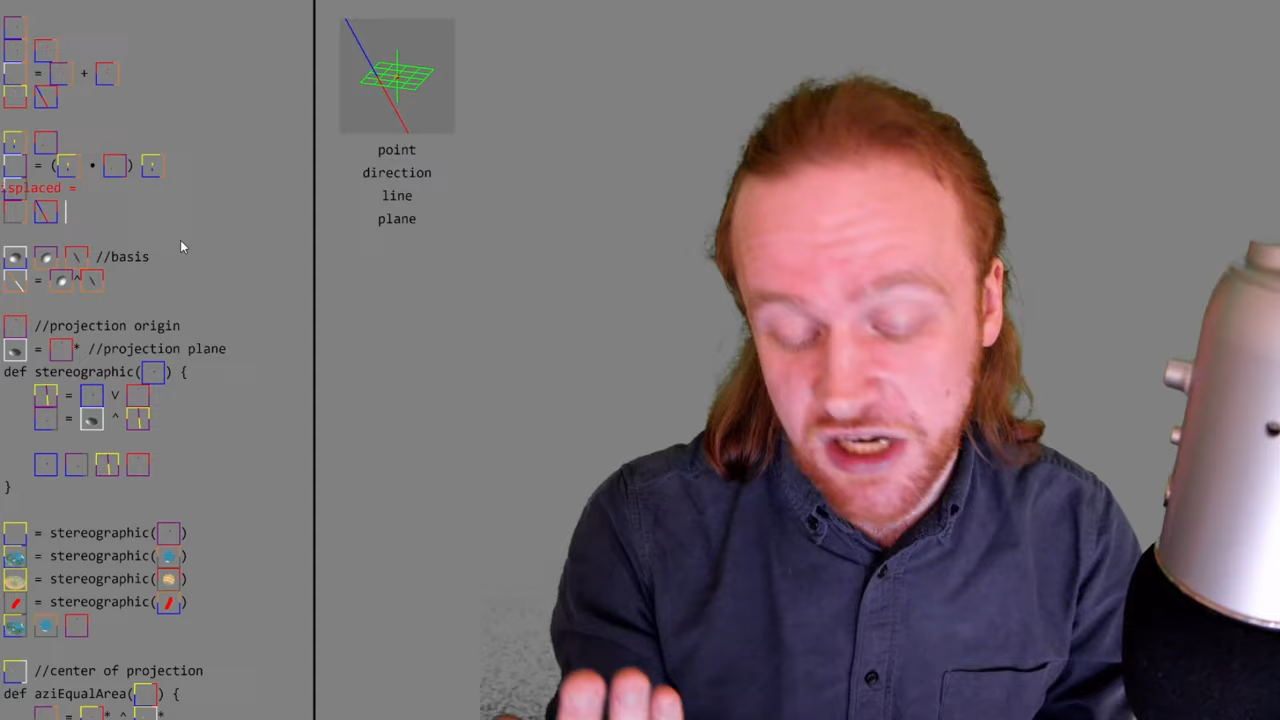 = +
= ( • )
splaced =
//basis
= ^
//projection origin
= * //projection plane
def stereographic( ) {
= V
= ^
}
= stereographic( )
= stereographic( )
= stereographic( )
= stereographic( )
//center of projection
def aziEqualArea( ) {
= * ^ *
point
direction
line
plane